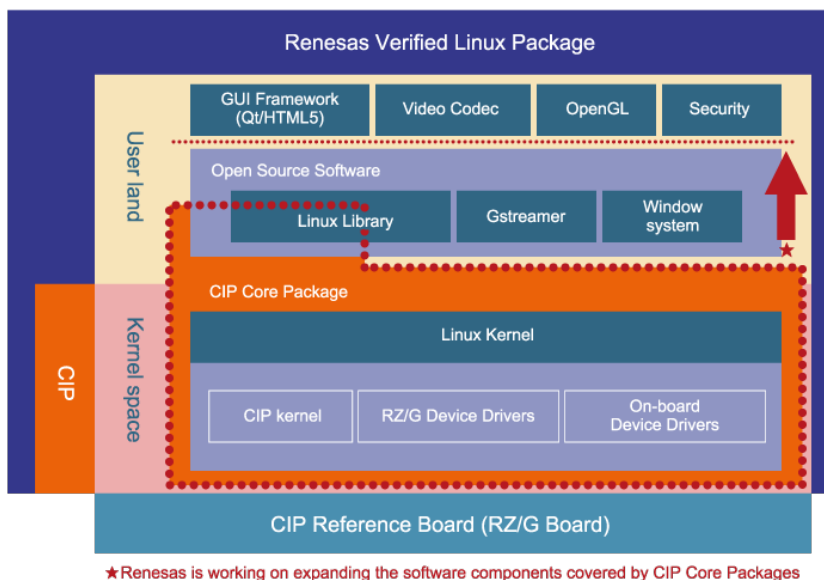 Renesas Verified Linux Package
GUI Framework
(Qt/HTML5)
Video Codec
OpenGL
Security
User land
Open Source Software
Linux Library
Gstreamer
Window
system
★
CIP Core Package
Linux Kernel
CIP
Kernel space
CIP kernel
RZ/G Device Drivers
On-board
Device Drivers
CIP Reference Board (RZ/G Board)
★Renesas is working on expanding the software components covered by CIP Core Packages